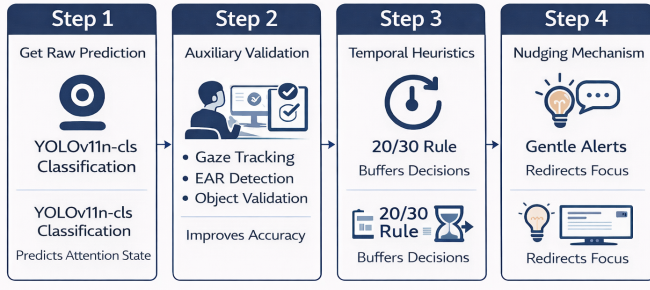 Step 1
Get Raw Prediction
YOLOv11n-cls
Classification
YOLOv11n-cls
Classification
Predicts Attention State
Step 2
Auxiliary Validation
• Gaze Tracking
• EAR Detection
• Object Validation
Improves Accuracy
Step 3
Temporal Heuristics
20/30 Rule
Buffers Decisions
20/30
Rule
Buffers Decisions
Step 4
Nudging Mechanism
Gentle Alerts
Redirects Focus
Redirects Focus